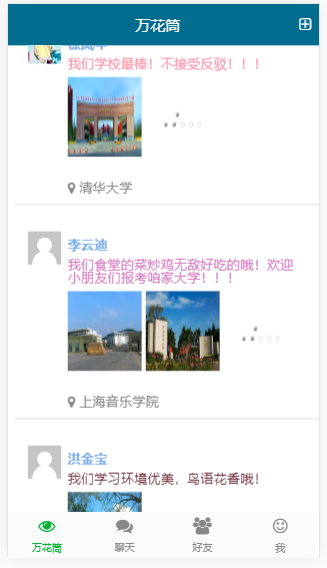 万花筒
我们学校最棒！不接受反驳！！！
清华大学
李云迪
我们食堂的菜炒鸡无敌好吃的哦！欢迎
小朋友们报考咱家大学！！！
上海音乐学院
洪金宝
我们学习环境优美，鸟语花香哦！
万花筒
聊天
好友
我